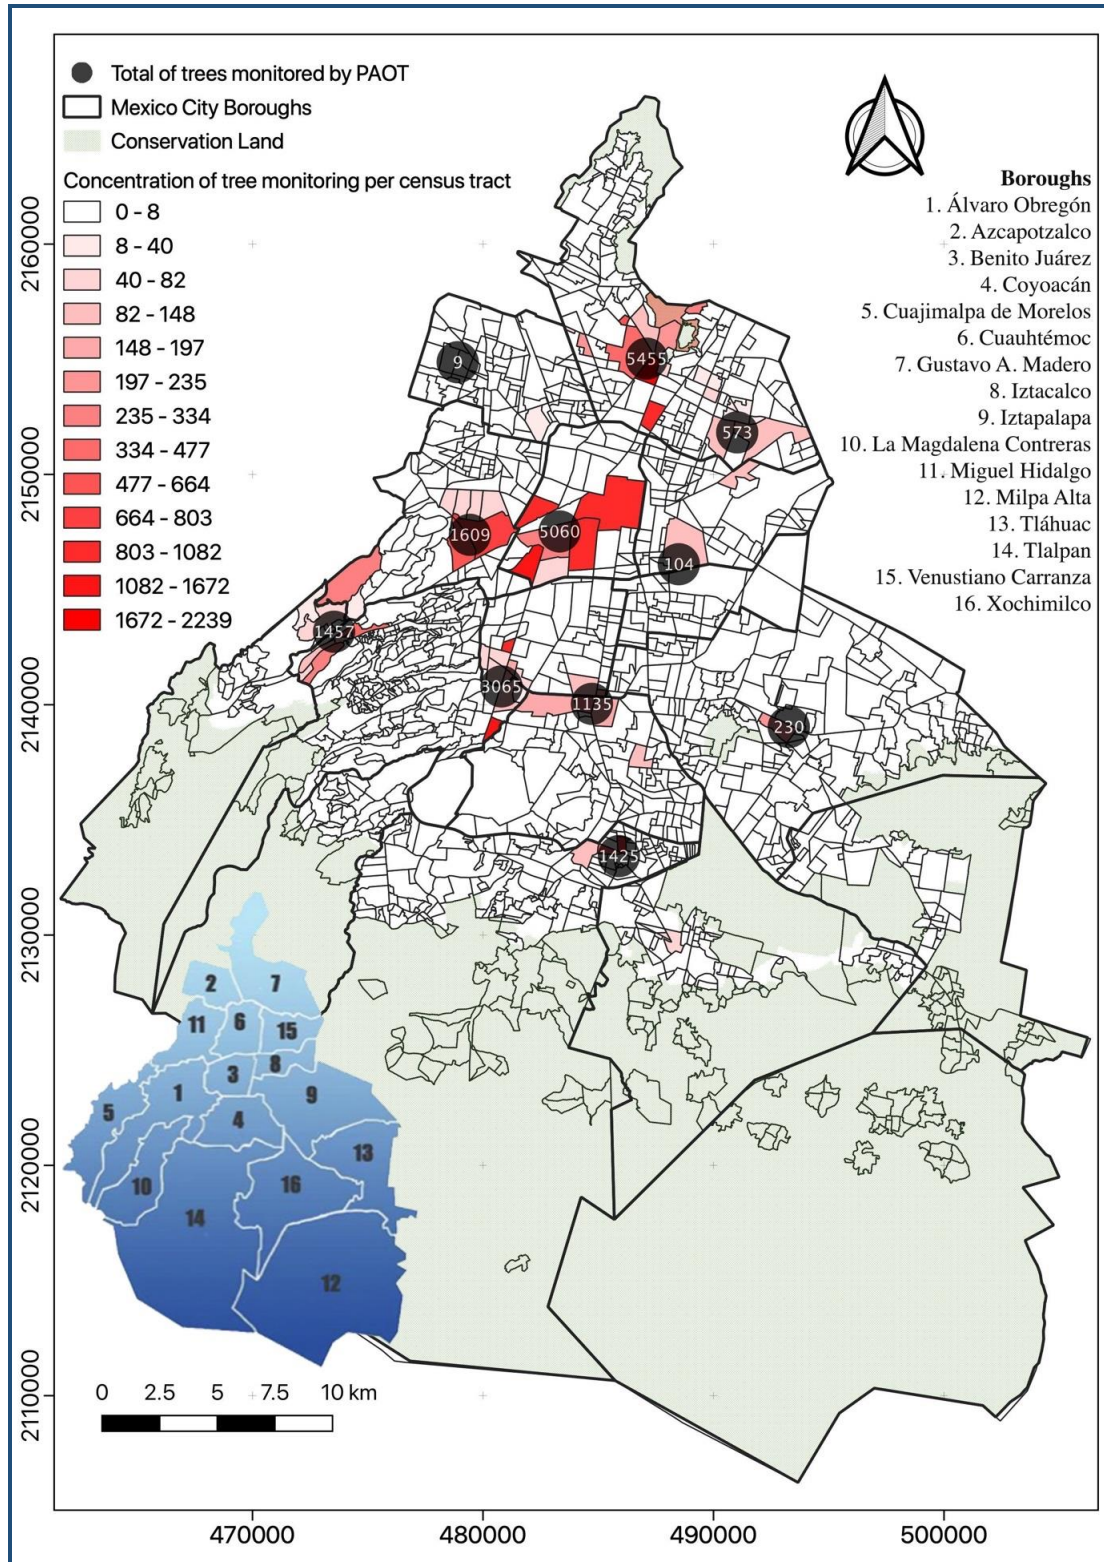 Total of trees monitored by PAOT
Mexico City Boroughs
Conservation Land
Concentration of tree monitoring per census tract
0 - 8
8 - 40
40 - 82
82 - 148
148 - 197
197 - 235
235 - 334
334 - 477
477 - 664
664 - 803
803 - 1082
1082 - 1672
1672 - 2239
Boroughs
1. Álvaro Obregón
2. Azcapotzalco
3. Benito Juárez
4. Coyoacán
5. Cuajimalpa de Morelos
6. Cuauhtémoc
7. Gustavo A. Madero
8. Iztacalco
9. Iztapalapa
10. La Magdalena Contreras
11. Miguel Hidalgo
12. Milpa Alta
13. Tláhuac
14. Tlalpan
15. Venustiano Carranza
16. Xochimilco
2160000
2150000
2140000
2130000
2120000
2110000
9
5455
573
1609
5060
104
1457
3065
1135
230
1425
2
7
11
6
15
8
3
1
9
5
4
13
10
16
14
12
0 2.5 5 7.5 10 km
470000 480000 490000 500000